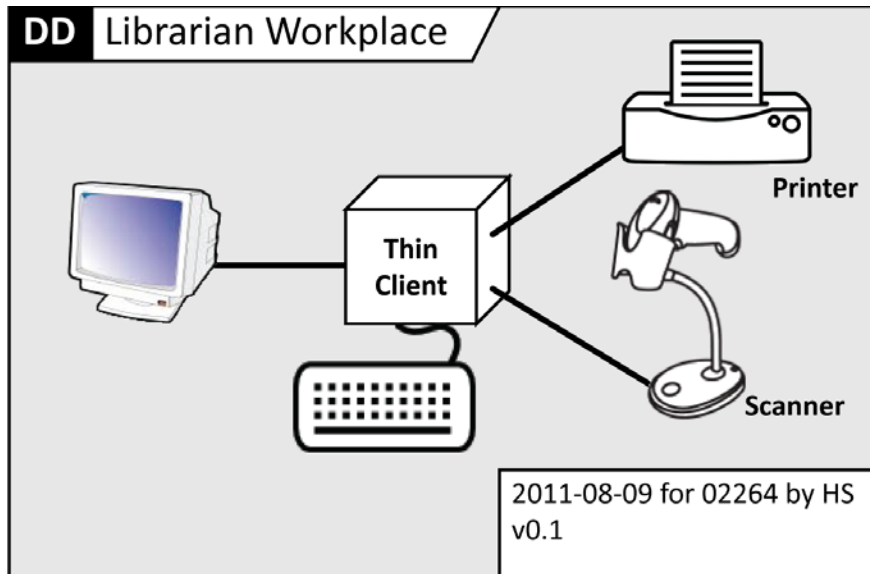 DD Librarian Workplace
Printer
Thin
Client
Scanner
2011-08-09 for 02264 by HS
v0.1